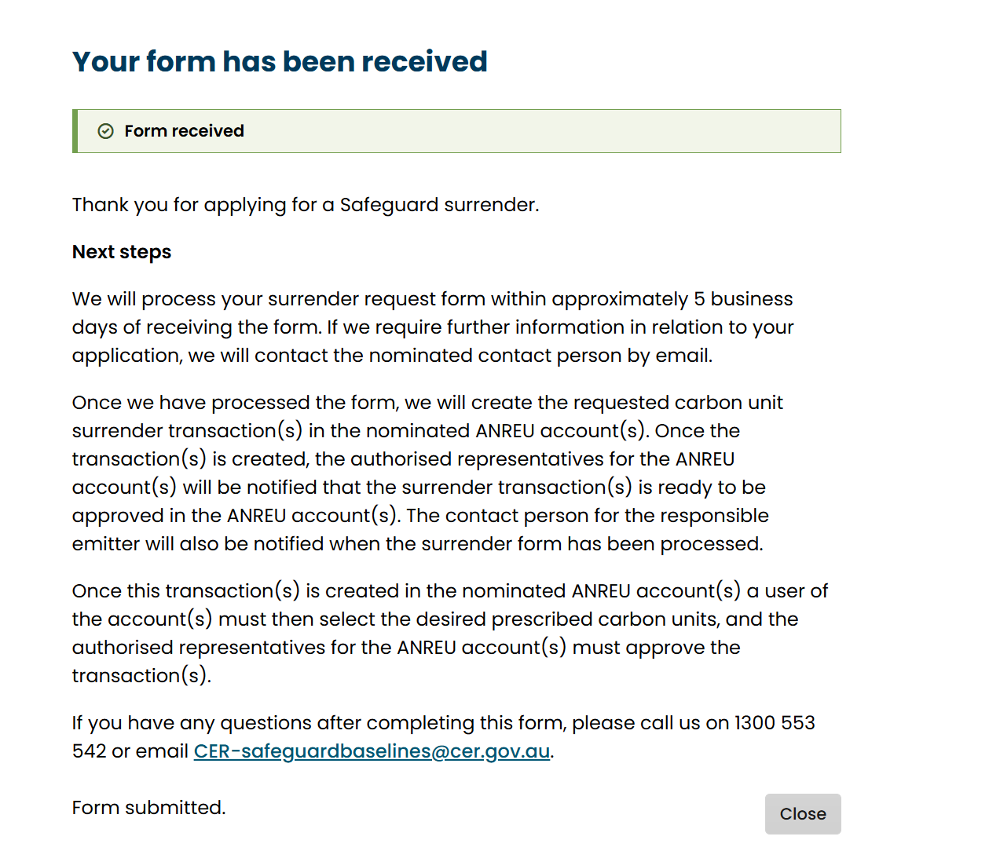 Your form has been received
Form received
Thank you for applying for a Safeguard surrender.
Next steps
We will process your surrender request form within approximately 5 business
days of receiving the form. If we require further information in relation to your
application, we will contact the nominated contact person by email.
Once we have processed the form, we will create the requested carbon unit
surrender transaction(s) in the nominated ANREU account(s). Once the
transaction(s) is created, the authorised representatives for the ANREU
account(s) will be notified that the surrender transaction(s) is ready to be
approved in the ANREU account(s). The contact person for the responsible
emitter will also be notified when the surrender form has been processed.
Once this transaction(s) is created in the nominated ANREU account(s) a user of
the account(s) must then select the desired prescribed carbon units, and the
authorised representatives for the ANREU account(s) must approve the
transaction(s).
If you have any questions after completing this form, please call us on 1300 553
542 or email CER-safeguardbaselines@cer.gov.au.
Form submitted.
Close